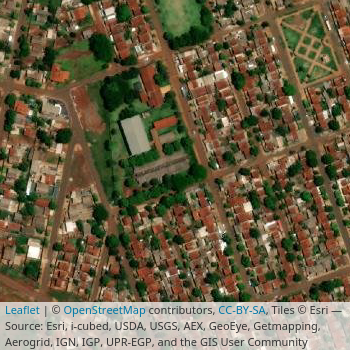 Leaflet | © OpenStreetMap contributors, CC-BY-SA, Tiles © Esri —
Source: Esri, i-cubed, USDA, USGS, AEX, GeoEye, Getmapping,
Aerogrid, IGN, IGP, UPR-EGP, and the GIS User Community